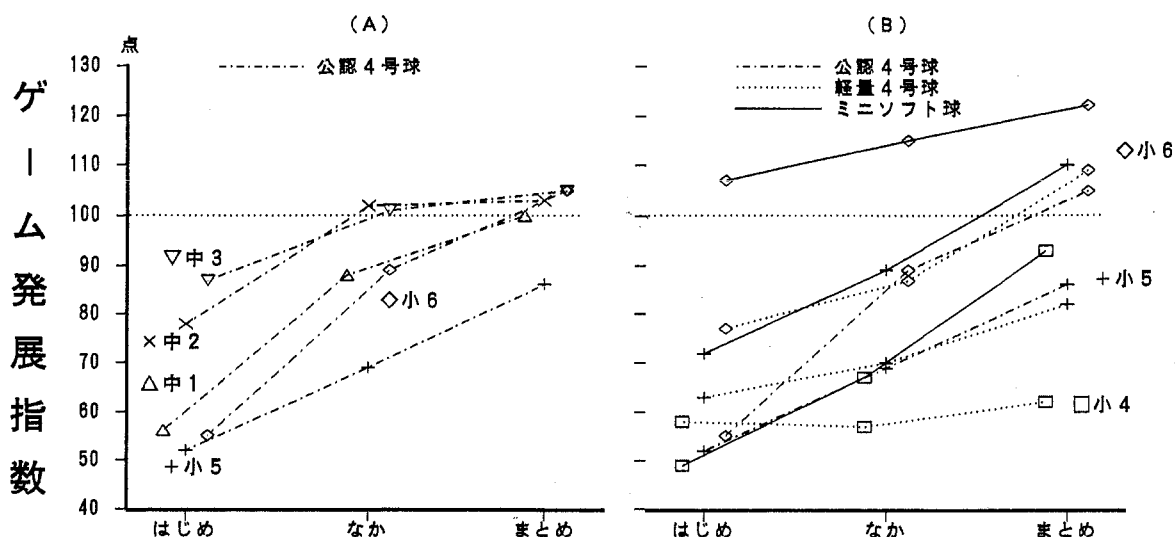 (A)
点
公認4号球
ゲーム発展指数
130
120
110
100
90
80
70
60
50
40
中3
中2
中1
小6
小5
はじめ
なか
まとめ
(B)
公認4号球
軽量4号球
ミニソフト球
小6
小5
小4
はじめ
なか
まとめ